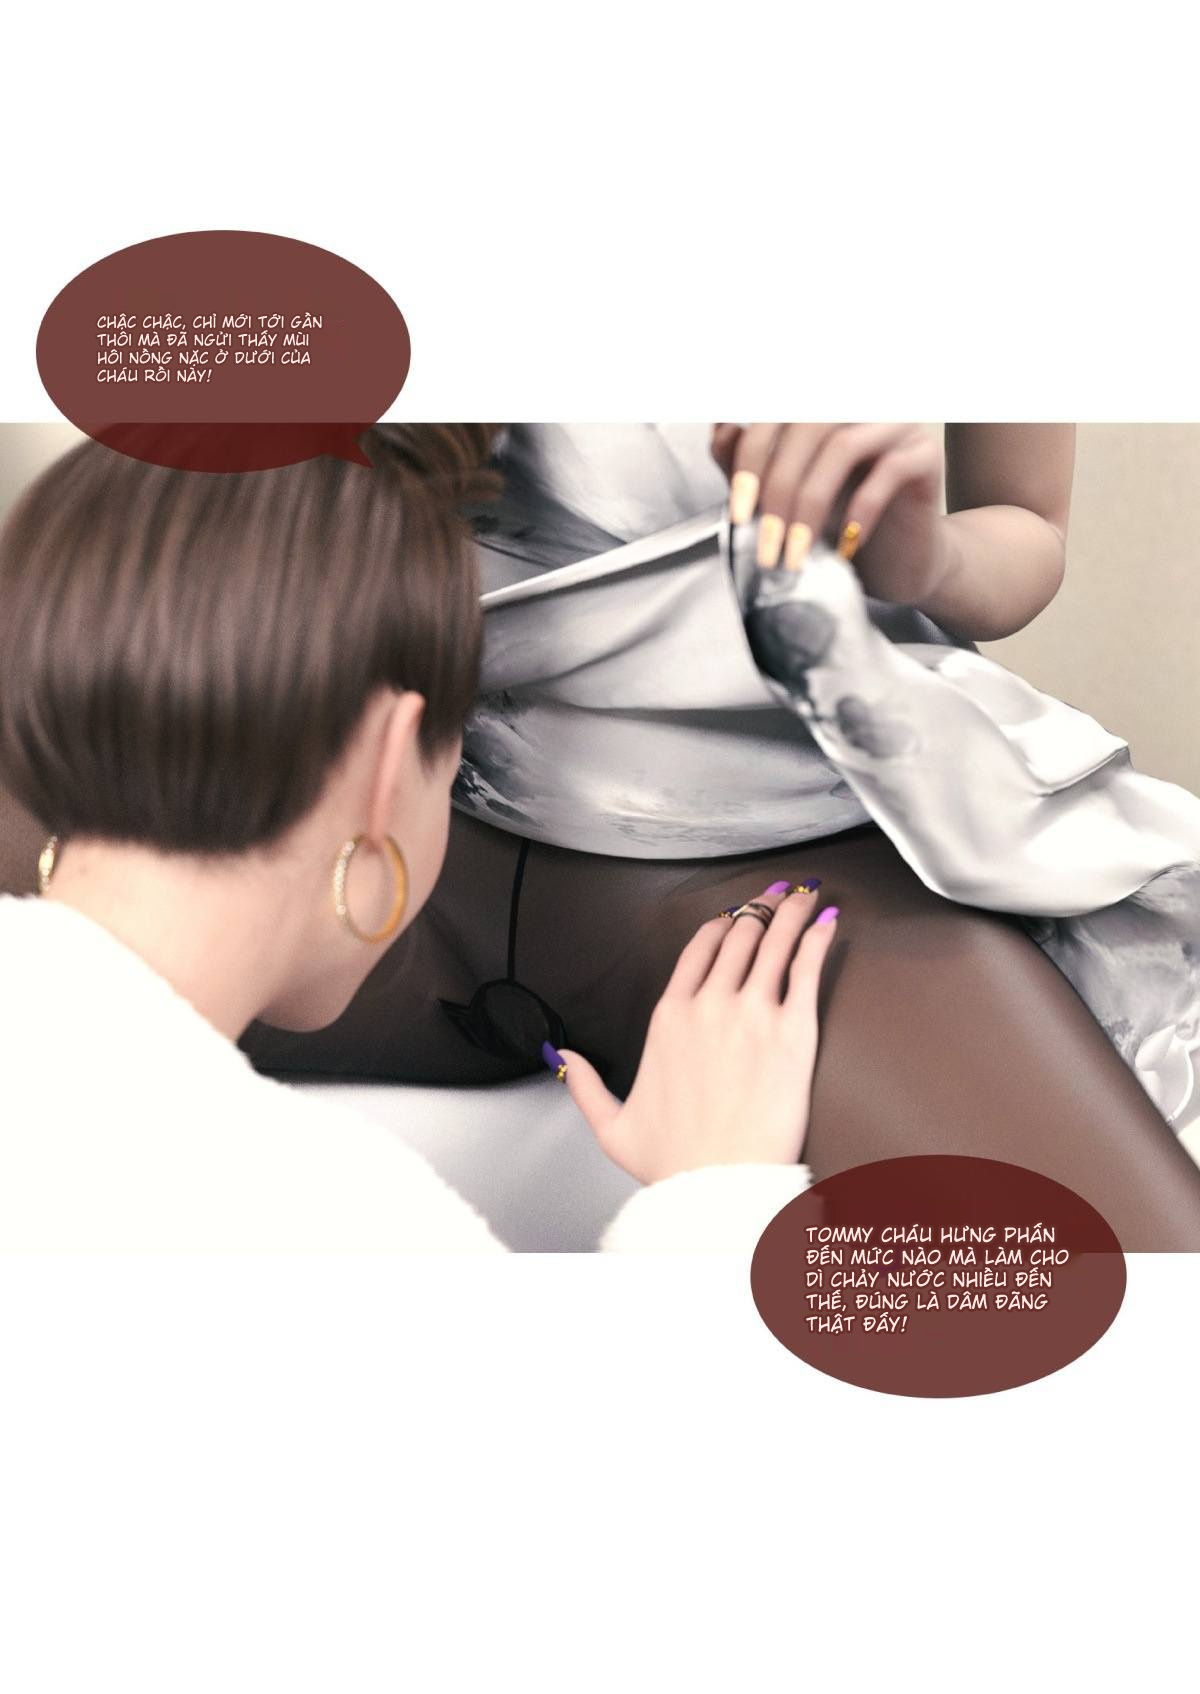 CHẬC CHẬC, CHỈ MỚI TỚI GẦN
THÔI MÀ ĐÃ NGỬI THẤY MÙI
HÔI NỒNG NẶC Ở DƯỚI CỦA
CHÁU RỒI NÀY!
TOMMY CHÁU HƯNG PHẤN
ĐẾN MỨC NÀO MÀ LÀM CHO
DÌ CHẢY NƯỚC NHIỀU ĐẾN
THẾ, ĐÚNG LÀ DÂM ĐÃNG
THẬT ĐẤY!